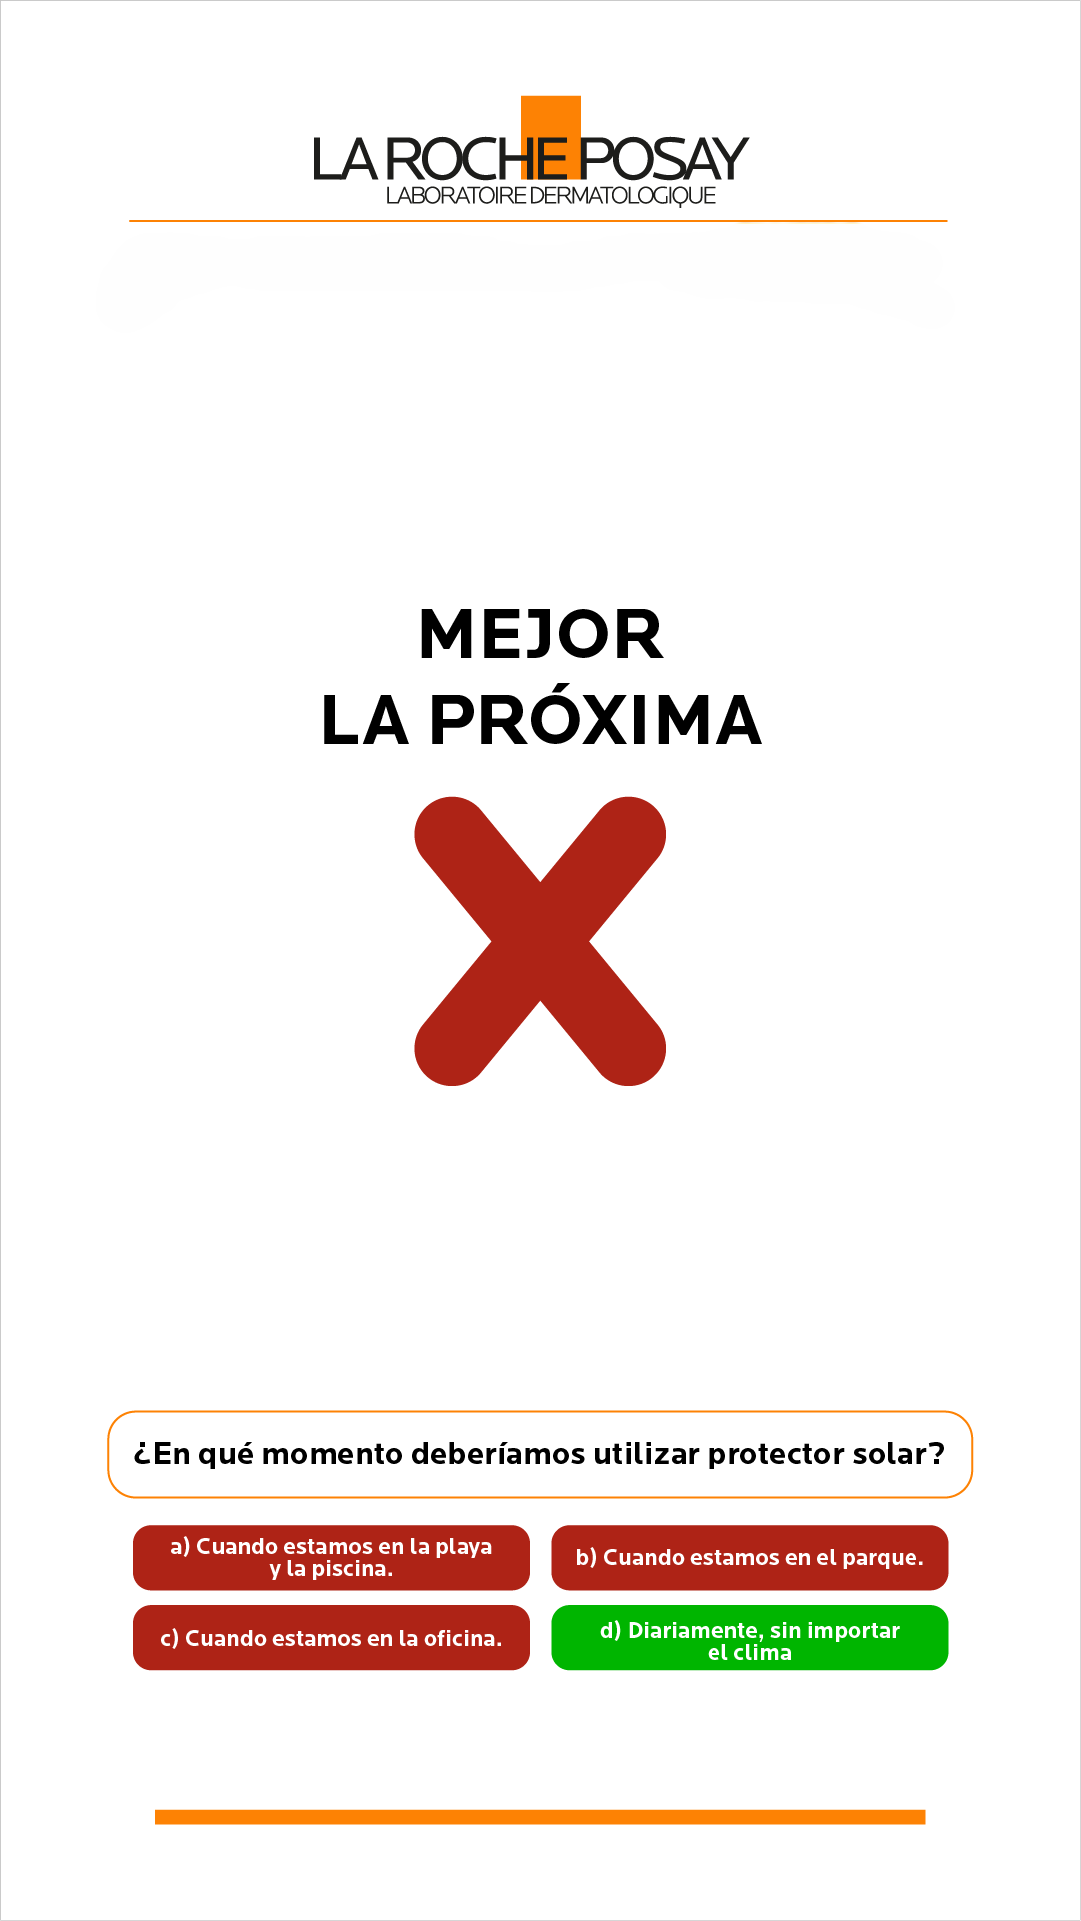 LA ROCHE POSAY
LABORATOIRE DERMATOLOGIQUE
MEJOR
LA PRÓXIMA
¿En qué momento deberíamos utilizar protector solar?
a) Cuando estamos en la playa
y la piscina.
b) Cuando estamos en el parque.
c) Cuando estamos en la oficina.
d) Diariamente, sin importar
el clima